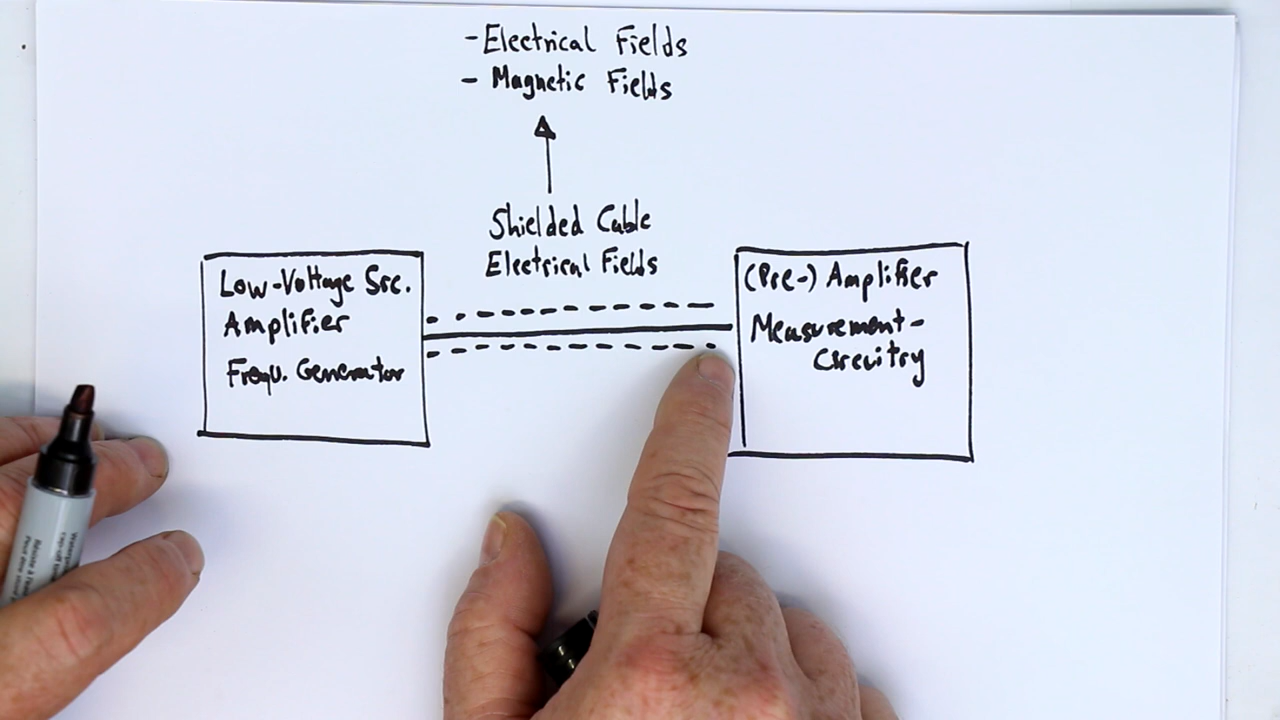 - Electrical Fields
- Magnetic Fields
Shielded Cable
Electrical Fields
Low-Voltage Src.
Amplifier
Frequ. Generator
(Pre-) Amplifier
Measurement-
Circuitry